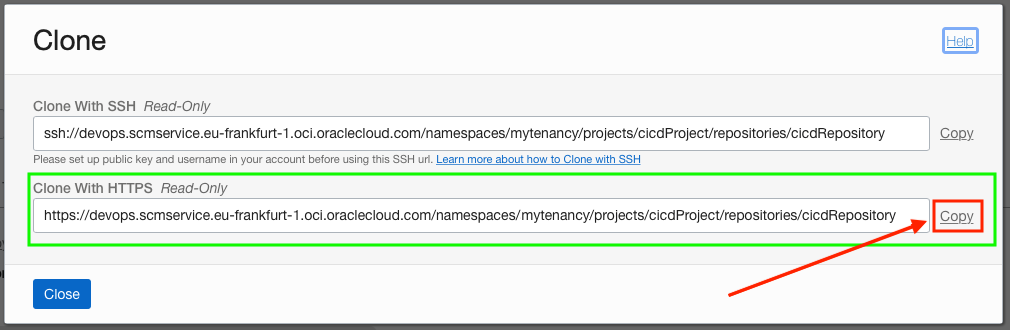 Clone
Help
Clone With SSH Read-Only
ssh://devops.scmservice.eu-frankfurt-1.oci.oraclecloud.com/namespaces/mytenancy/projects/cicdProject/repositories/cicdRepository
Copy
Please set up public key and username in your account before using this SSH url. Learn more about how to Clone with SSH
Clone With HTTPS Read-Only
https://devops.scmservice.eu-frankfurt-1.oci.oraclecloud.com/namespaces/mytenancy/projects/cicdProject/repositories/cicdRepository
Copy
Close